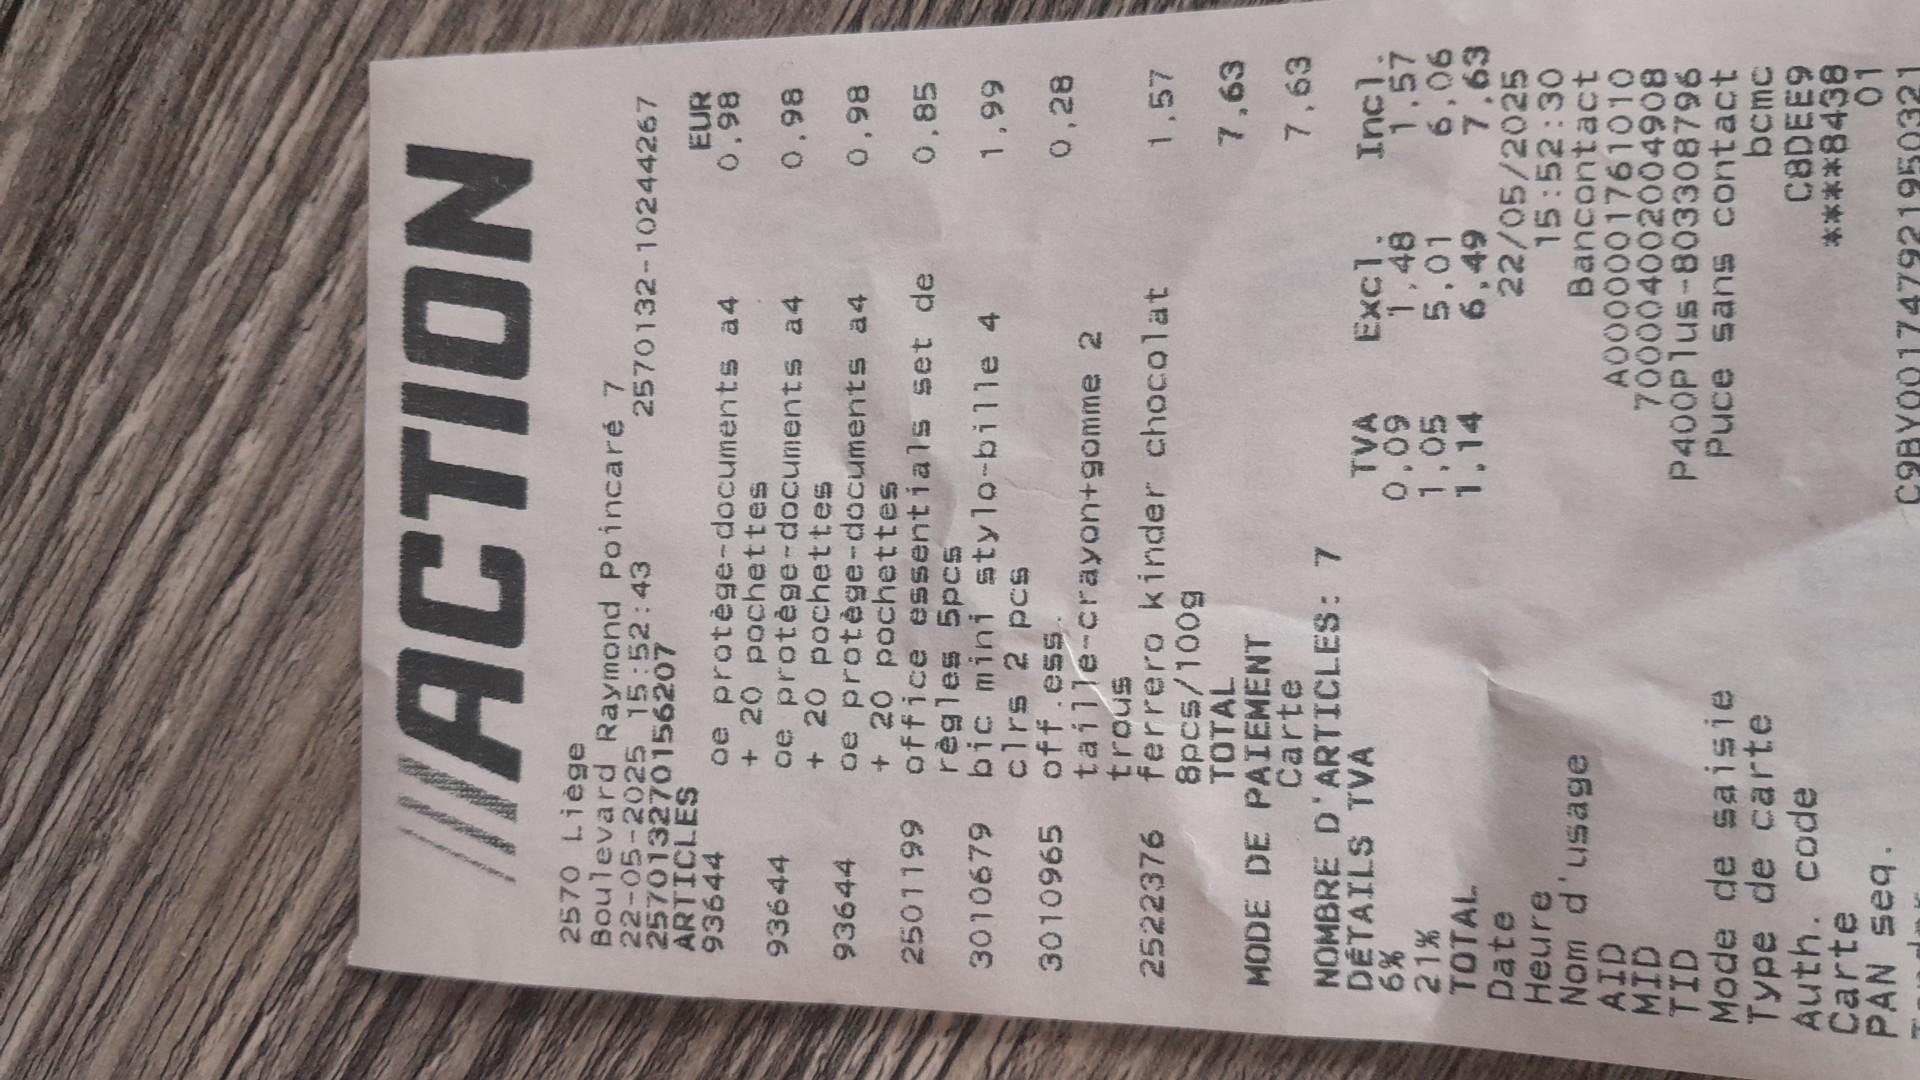 ACTION
2570 Liège
Boulevard Raymond Poincaré 7
22-05-2025 15:52:43 2570132-10244267
25701327０156207
ARTICLES EUR
93644 oe protège-documents a4 0,98
+ 20 pochettes
93644 oe protège-documents a4 0,98
+ 20 pochettes
93644 oe protège-documents a4 0,98
+ 20 pochettes
2501199 office essentials set de 0,85
règles 5pcs
3010679 bic mini stylo-bille 4 1,99
clrs 2 pcs
3010965 off.ess. 0,28
taille-crayon+gomme 2
trous
2522376 ferrero kinder chocolat 1,57
8pcs/100g
TOTAL 7,63
MODE DE PAIEMENT
Carte 7,63
NOMBRE D'ARTICLES: 7
DÉTAILS TVA TVA Excl. Incl.
6% 0,09 1,48 1,57
21% 1,05 5,01 6,06
TOTAL 1,14 6,49 7,63
Date 22/05/2025
Heure 15:52:30
Nom d'usage Bancontact
AID A0000001761010
MID 700040020004908
TID P400Plus-803308796
Mode de saisie Puce sans contact
Type de carte bcmc
Auth. code C8DEE9
Carte ****8438
PAN seq. 01
C9BY001747921950321